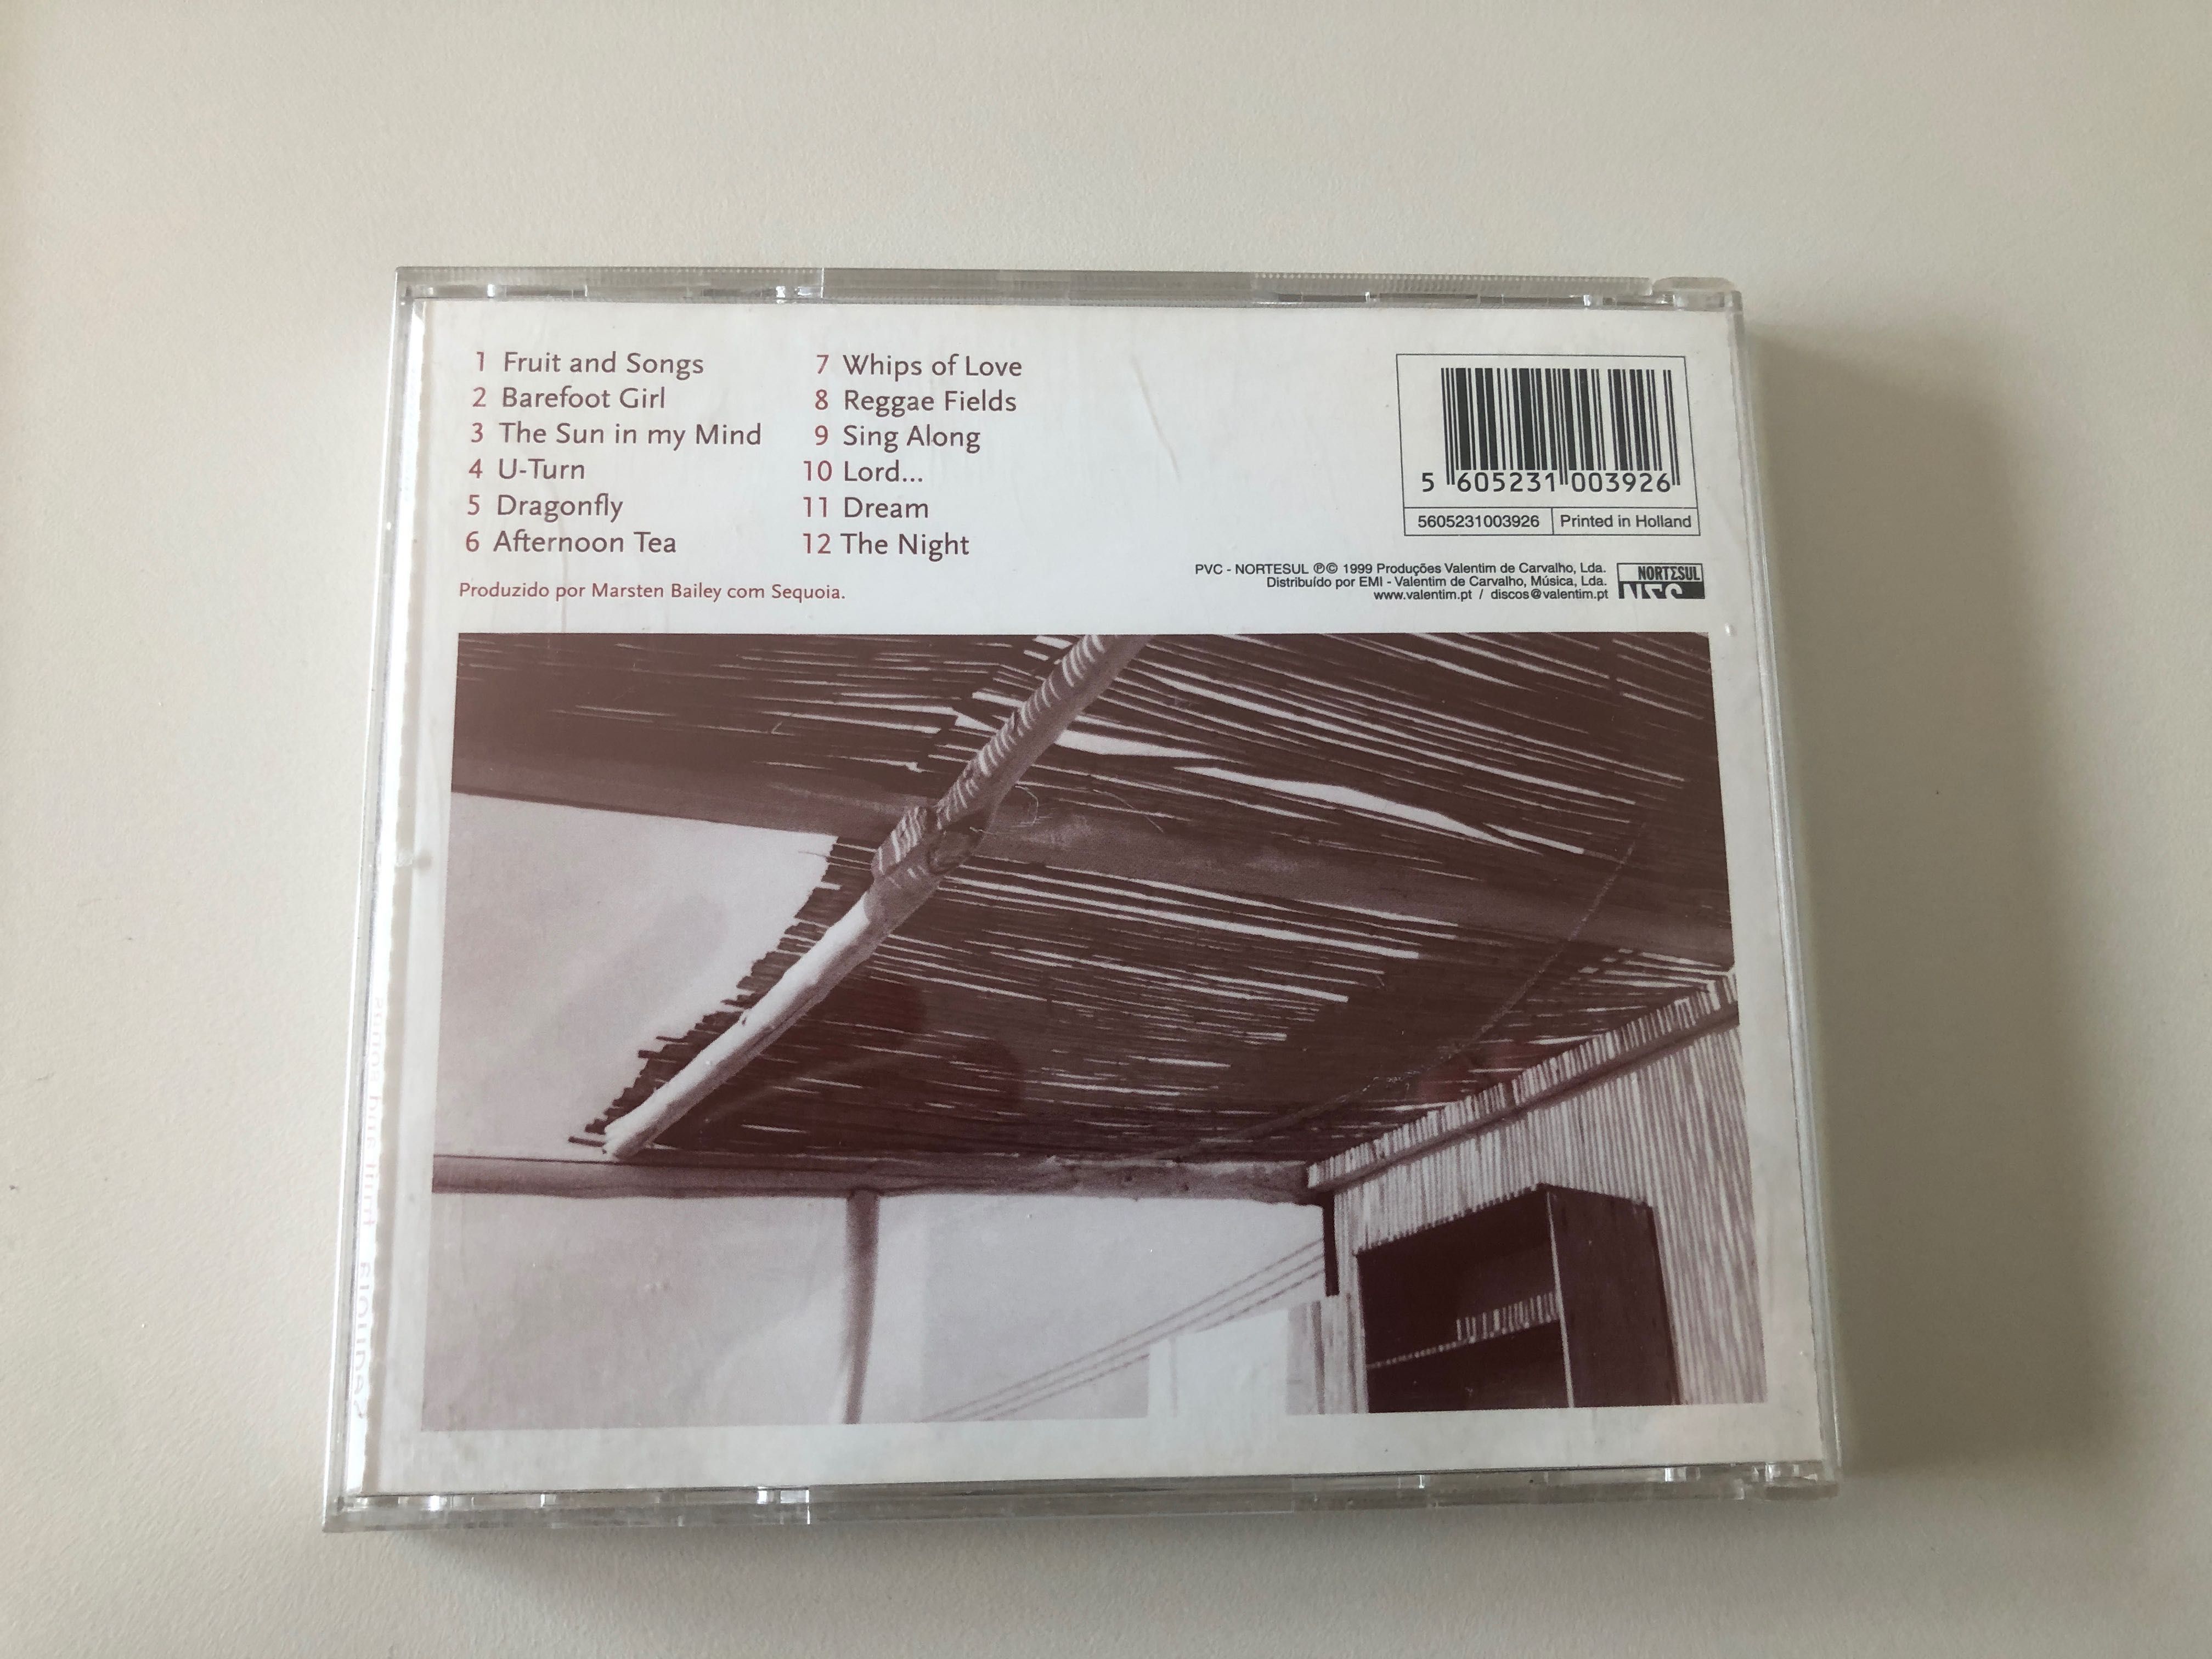 1 Fruit and Songs
2 Barefoot Girl
3 The Sun in my Mind
4 U-Turn
5 Dragonfly
6 Afternoon Tea
7 Whips of Love
8 Reggae Fields
9 Sing Along
10 Lord...
11 Dream
12 The Night
Produzido por Marsten Bailey com Sequoia.
5 605231 003926
5605231003926 Printed in Holland
PVC - NORTESUL ℗© 1999 Produções Valentim de Carvalho, Lda.
Distribuído por EMI - Valentim de Carvalho, Música, Lda.
www.valentim.pt / discos@valentim.pt
NORTESUL